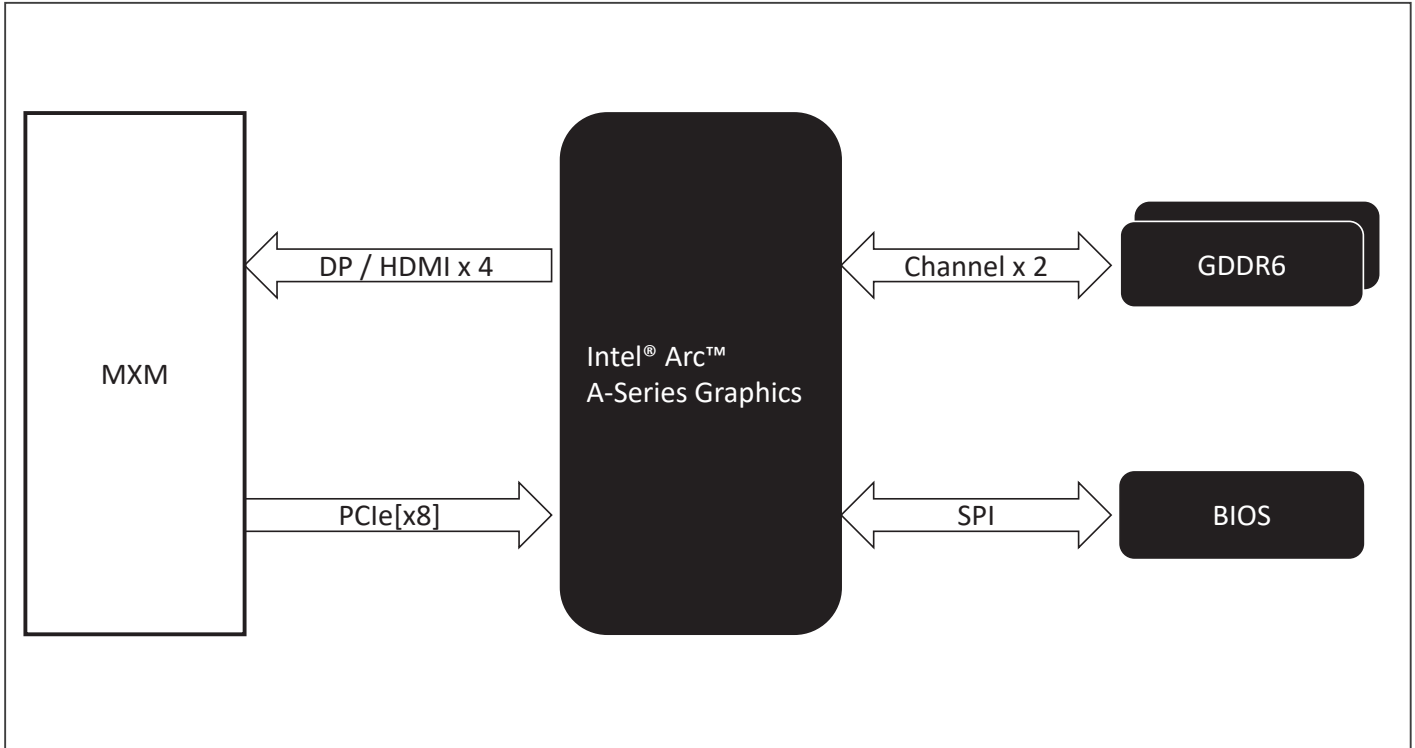 DP / HDMI x 4
Channel x 2
GDDR6
MXM
Intel® Arc™
A-Series Graphics
PCIe[x8]
SPI
BIOS